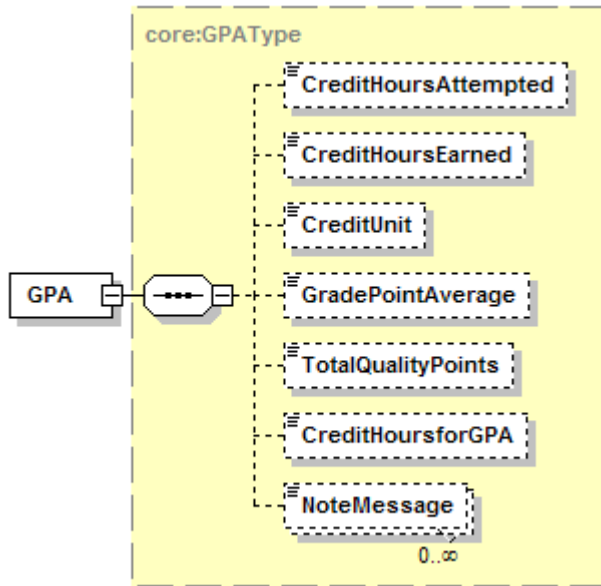 core:GPAType
CreditHoursAttempted
CreditHoursEarned
CreditUnit
GPA
GradePointAverage
TotalQualityPoints
CreditHoursforGPA
NoteMessage
0..∞